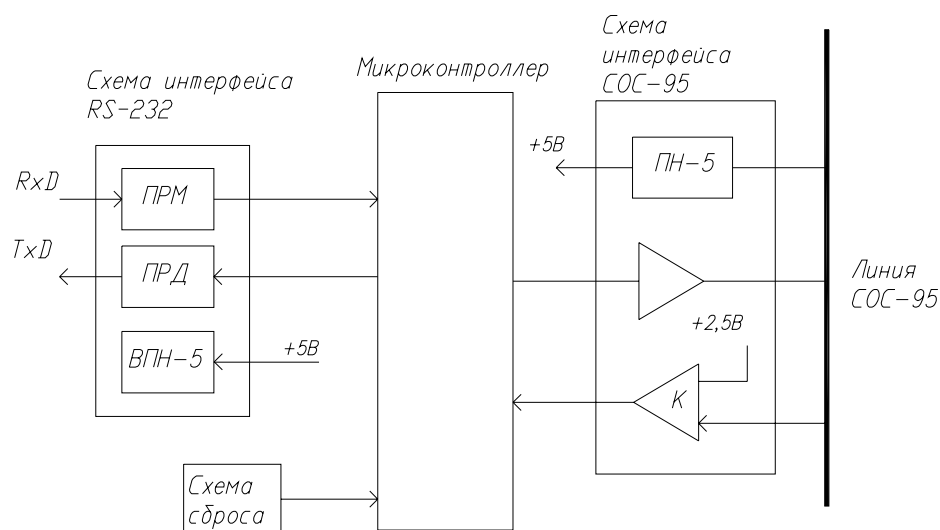 Схема интерфейса
RS-232
RxD
ПРМ
TxD
ПРД
ВПН-5
+5В
Схема
сброса
Микроконтроллер
Схема
интерфейса
СОС-95
+5В
ПН-5
+2,5В
К
Линия
СОС-95